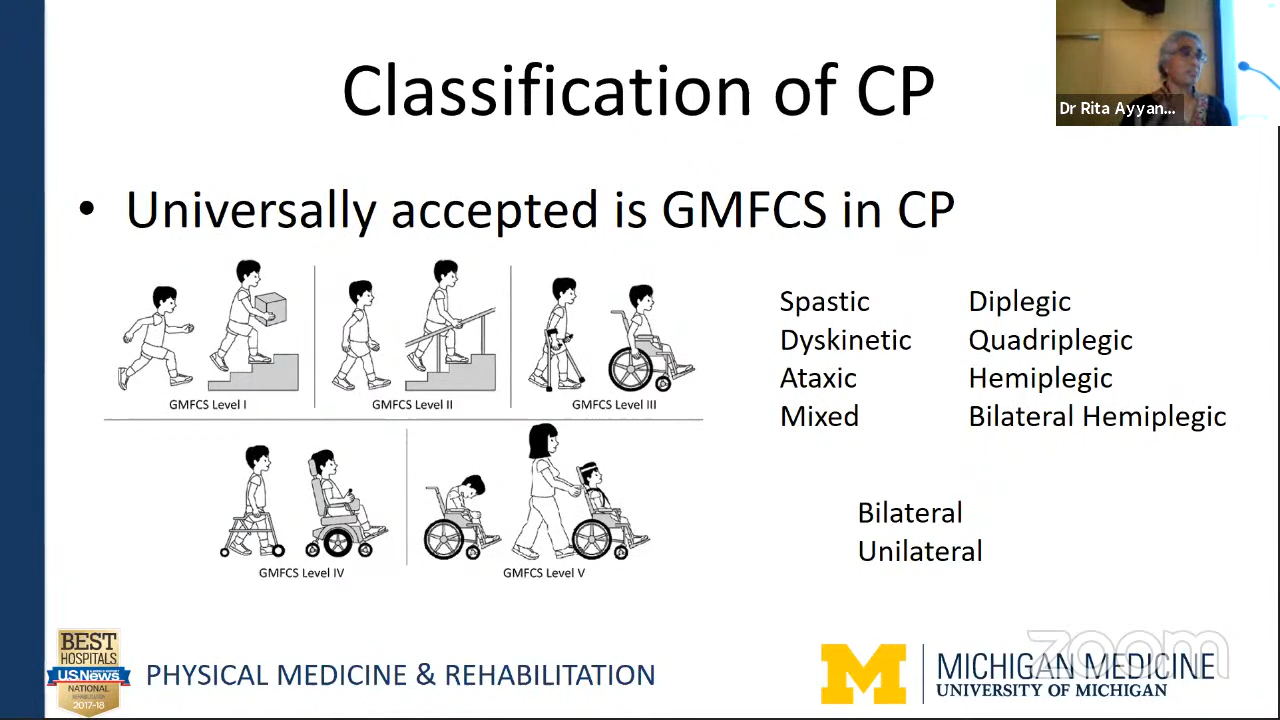 Classification of CP
Dr Rita Ayyan...
• Universally accepted is GMFCS in CP
GMFCS Level I
GMFCS Level II
GMFCS Level III
GMFCS Level IV
GMFCS Level V
Spastic
Dyskinetic
Ataxic
Mixed
Diplegic
Quadriplegic
Hemiplegic
Bilateral Hemiplegic
Bilateral
Unilateral
BEST
HOSPITALS
U.S.News
NATIONAL
REHABILITATION
2017-18
PHYSICAL MEDICINE & REHABILITATION
M
MICHIGAN MEDICINE
UNIVERSITY OF MICHIGAN
zoom